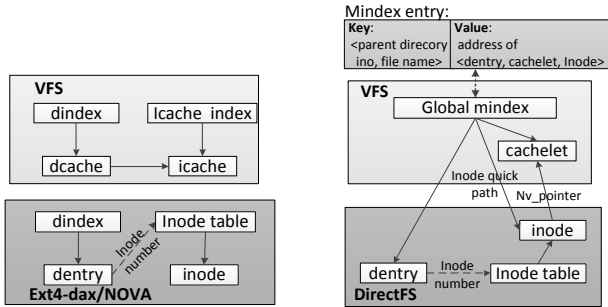 VFS
dindex
Icache index
dcache
icache
dindex
Inode table
Inode
number
dentry
inode
Ext4-dax/NOVA
Mindex entry:
Key:
<parent direcory
ino, file name>
Value:
address of
<dentry, cachelet, Inode>
VFS
Global mindex
cachelet
Inode quick
path
Nv_pointer
inode
dentry
Inode
number
Inode table
DirectFS